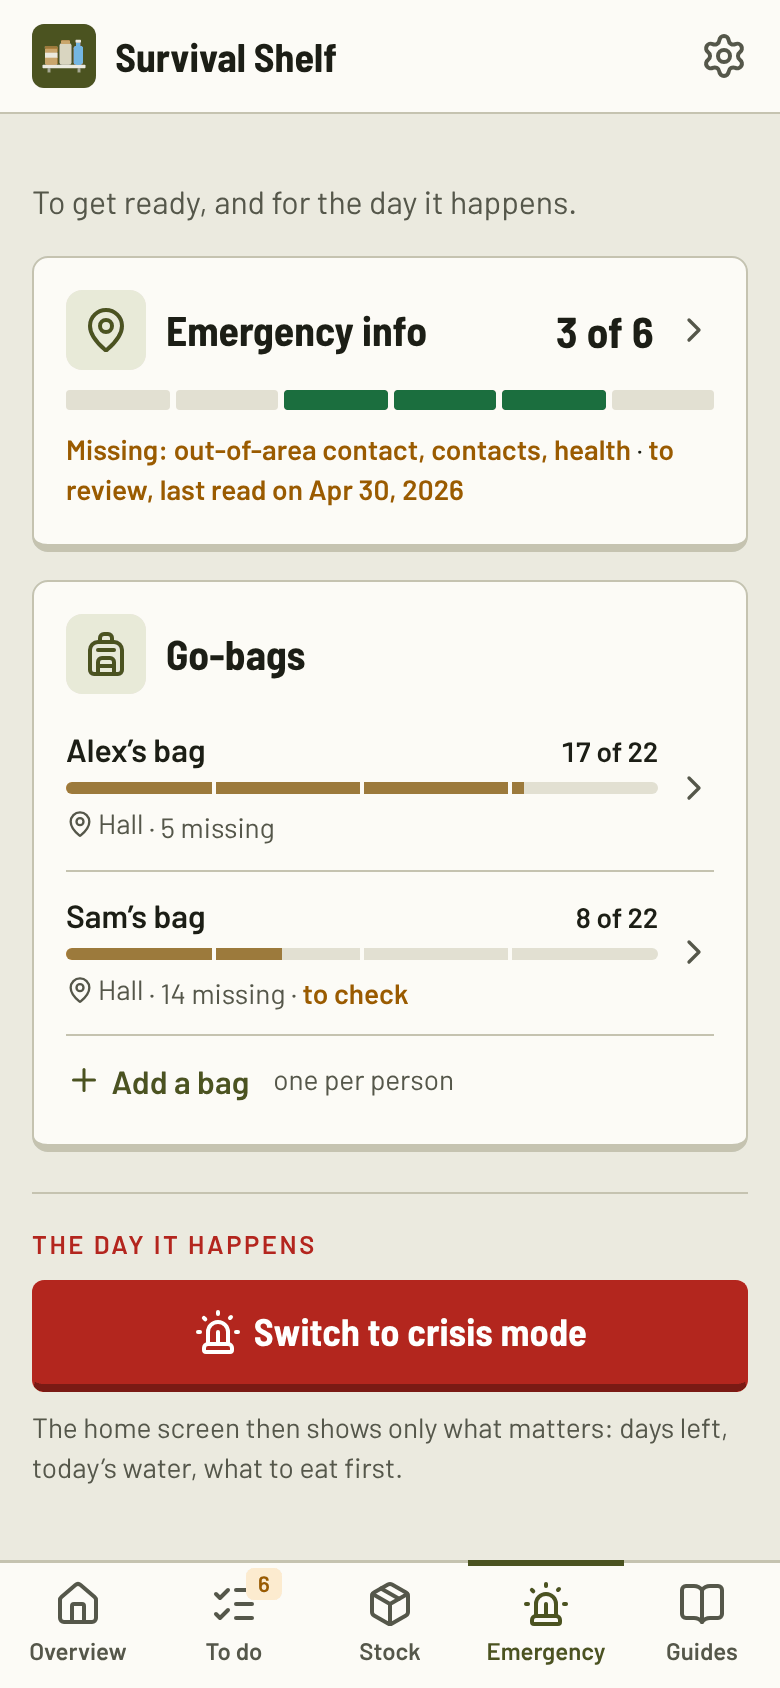 Survival Shelf
To get ready, and for the day it happens.
Emergency info
3 of 6
Missing: out-of-area contact, contacts, health · to
review, last read on Apr 30, 2026
Go-bags
Alex’s bag
17 of 22
Hall · 5 missing
Sam’s bag
8 of 22
Hall · 14 missing · to check
Add a bag
one per person
THE DAY IT HAPPENS
Switch to crisis mode
The home screen then shows only what matters: days left,
today’s water, what to eat first.
6
Overview
To do
Stock
Emergency
Guides